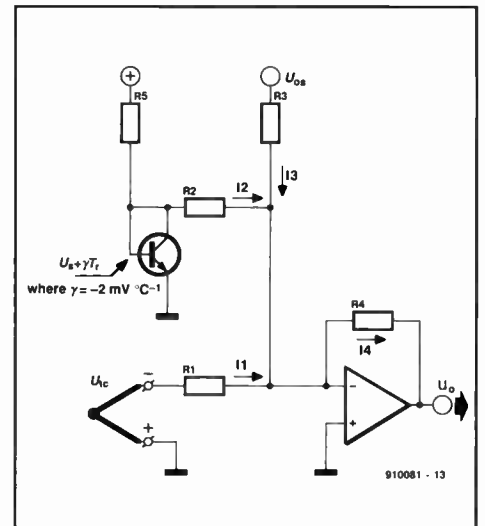 +
U_os
R5
R3
R2
I2
I3
U_s+γT_r
where γ = −2 mV °C⁻¹
R4
I4
U_tc
−
R1
I1
−
+
U_o
+
910081 - 13